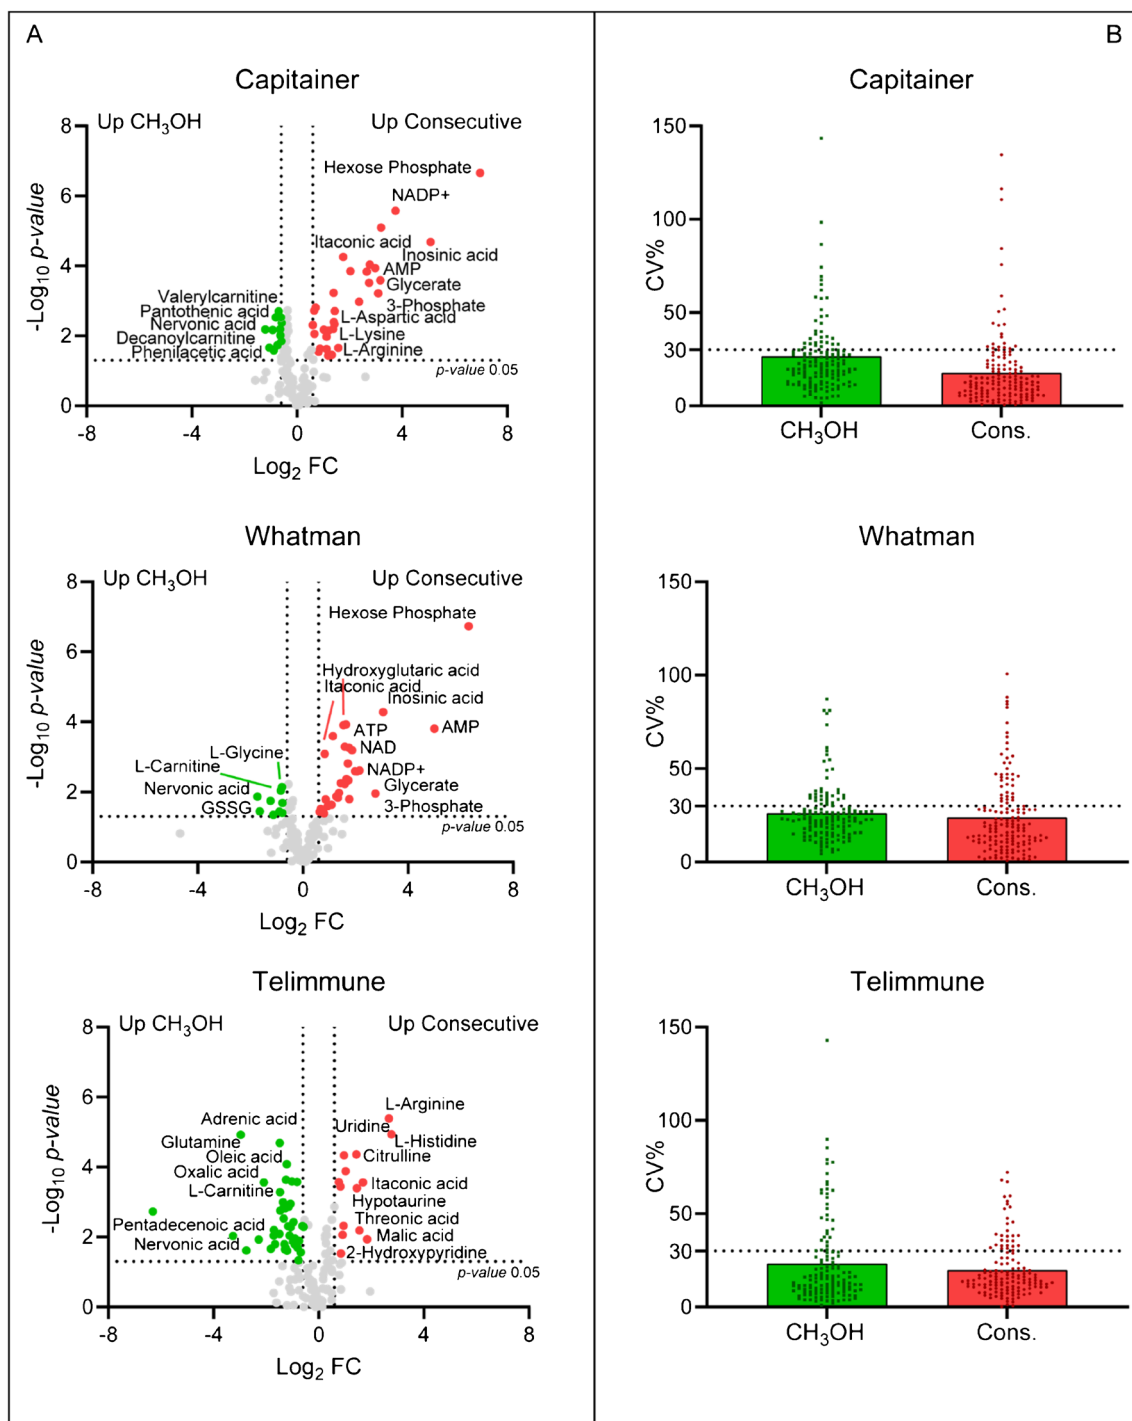 A
B
Capitainer
Up CH₃OH
Up Consecutive
Hexose Phosphate
NADP+
Itaconic acid
Inosinic acid
AMP
Glycerate
3-Phosphate
L-Aspartic acid
L-Lysine
L-Arginine
Valerylcarnitine
Pantothenic acid
Nervonic acid
Decanoylcarnitine
Phenilacetic acid
p-value 0.05
-Log₁₀ p-value
8
6
4
2
0
-8
-4
0
4
8
Log₂ FC
Capitainer
CV%
150
100
50
30
0
CH₃OH
Cons.
Whatman
Up CH₃OH
Up Consecutive
Hexose Phosphate
Hydroxyglutaric acid
Itaconic acid
Inosinic acid
ATP
AMP
NAD
NADP+
Glycerate
3-Phosphate
L-Glycine
L-Carnitine
Nervonic acid
GSSG
p-value 0.05
-Log₁₀ p-value
8
6
4
2
0
-8
-4
0
4
8
Log₂ FC
Whatman
CV%
150
100
50
30
0
CH₃OH
Cons.
Telimmune
Up CH₃OH
Up Consecutive
L-Arginine
Uridine
L-Histidine
Citrulline
Itaconic acid
Hypotaurine
Threonic acid
Malic acid
2-Hydroxypyridine
Adrenic acid
Glutamine
Oleic acid
Oxalic acid
L-Carnitine
Pentadecenoic acid
Nervonic acid
p-value 0.05
-Log₁₀ p-value
8
6
4
2
0
-8
-4
0
4
8
Log₂ FC
Telimmune
CV%
150
100
50
30
0
CH₃OH
Cons.